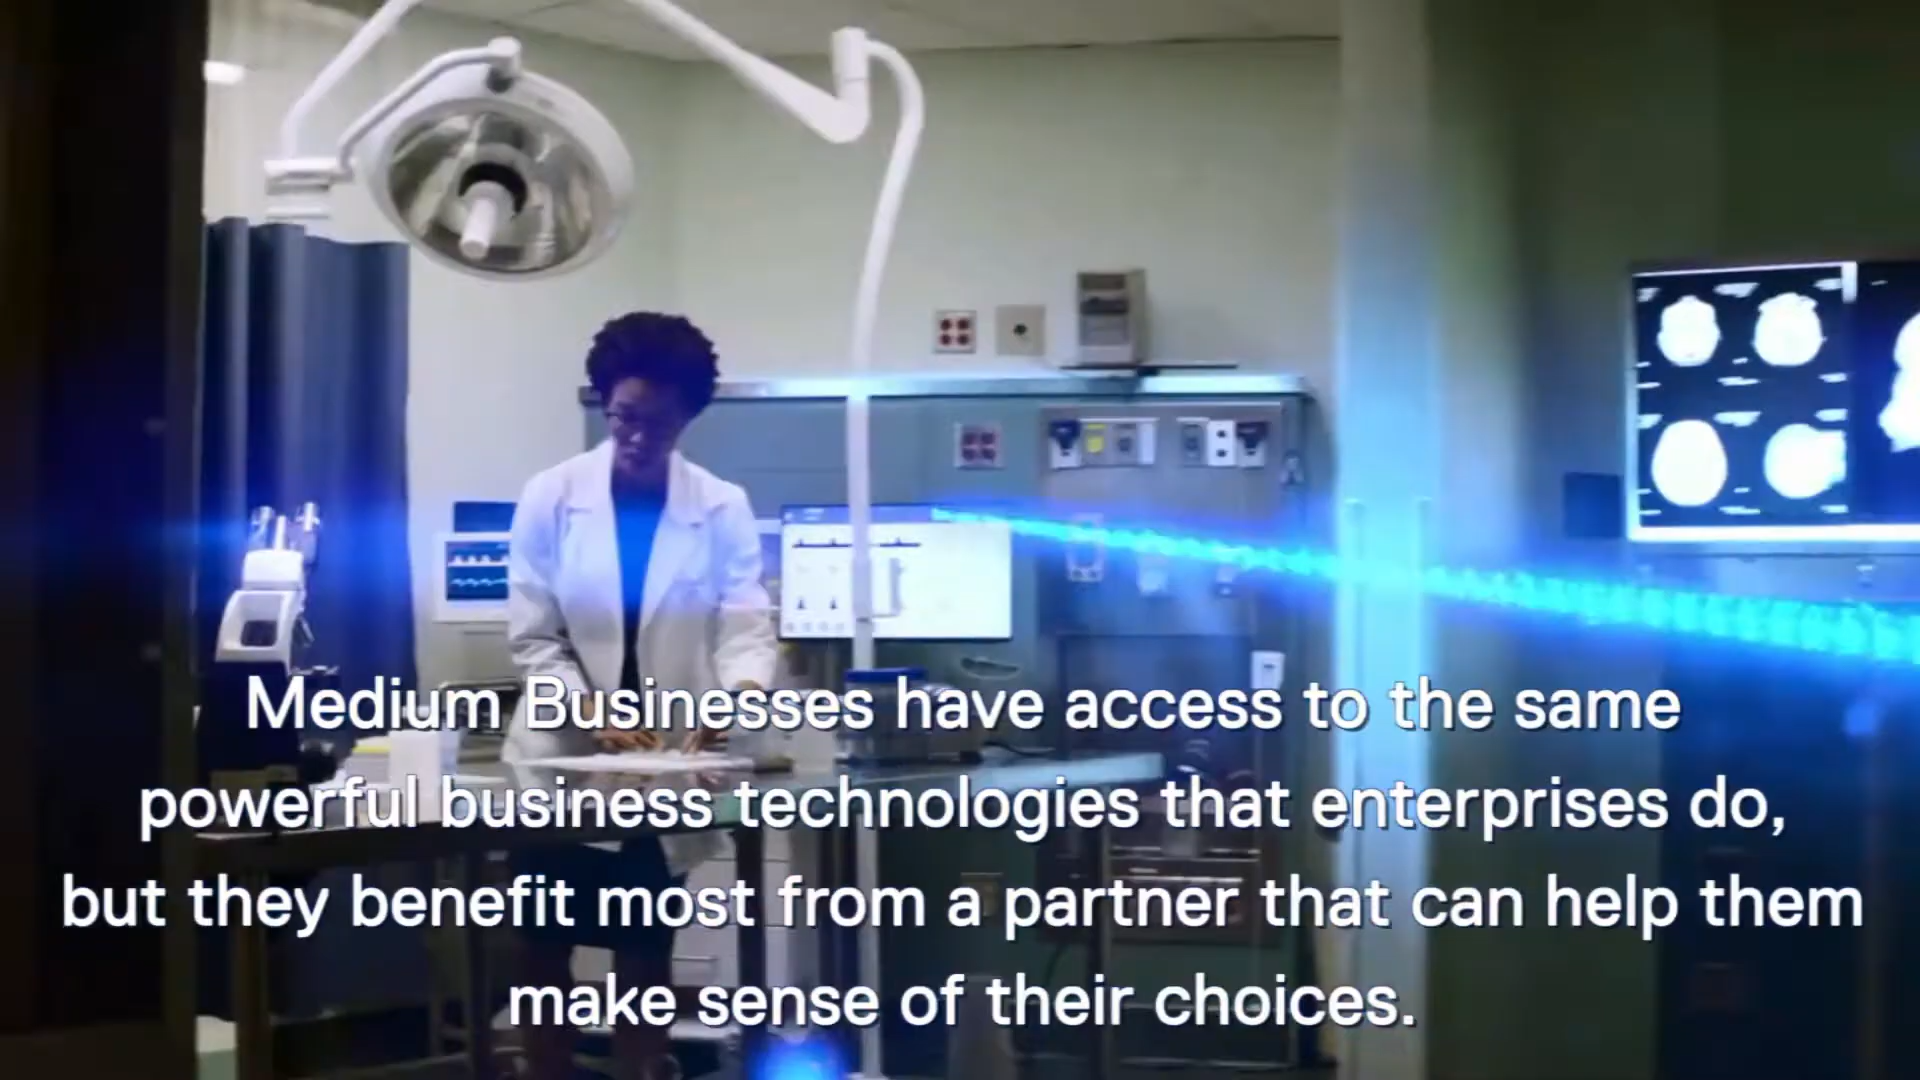 Medium Businesses have access to the same
powerful business technologies that enterprises do,
but they benefit most from a partner that can help them
make sense of their choices.